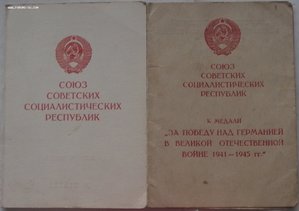 СОЮЗ
СОВЕТСКИХ
СОЦИАЛИСТИЧЕСКИХ
РЕСПУБЛИК
СОЮЗ
СОВЕТСКИХ
СОЦИАЛИСТИЧЕСКИХ
РЕСПУБЛИК
К МЕДАЛИ
„ЗА ПОБЕДУ НАД ГЕРМАНИЕЙ
В ВЕЛИКОЙ ОТЕЧЕСТВЕННОЙ
ВОЙНЕ 1941—1945 гг.“